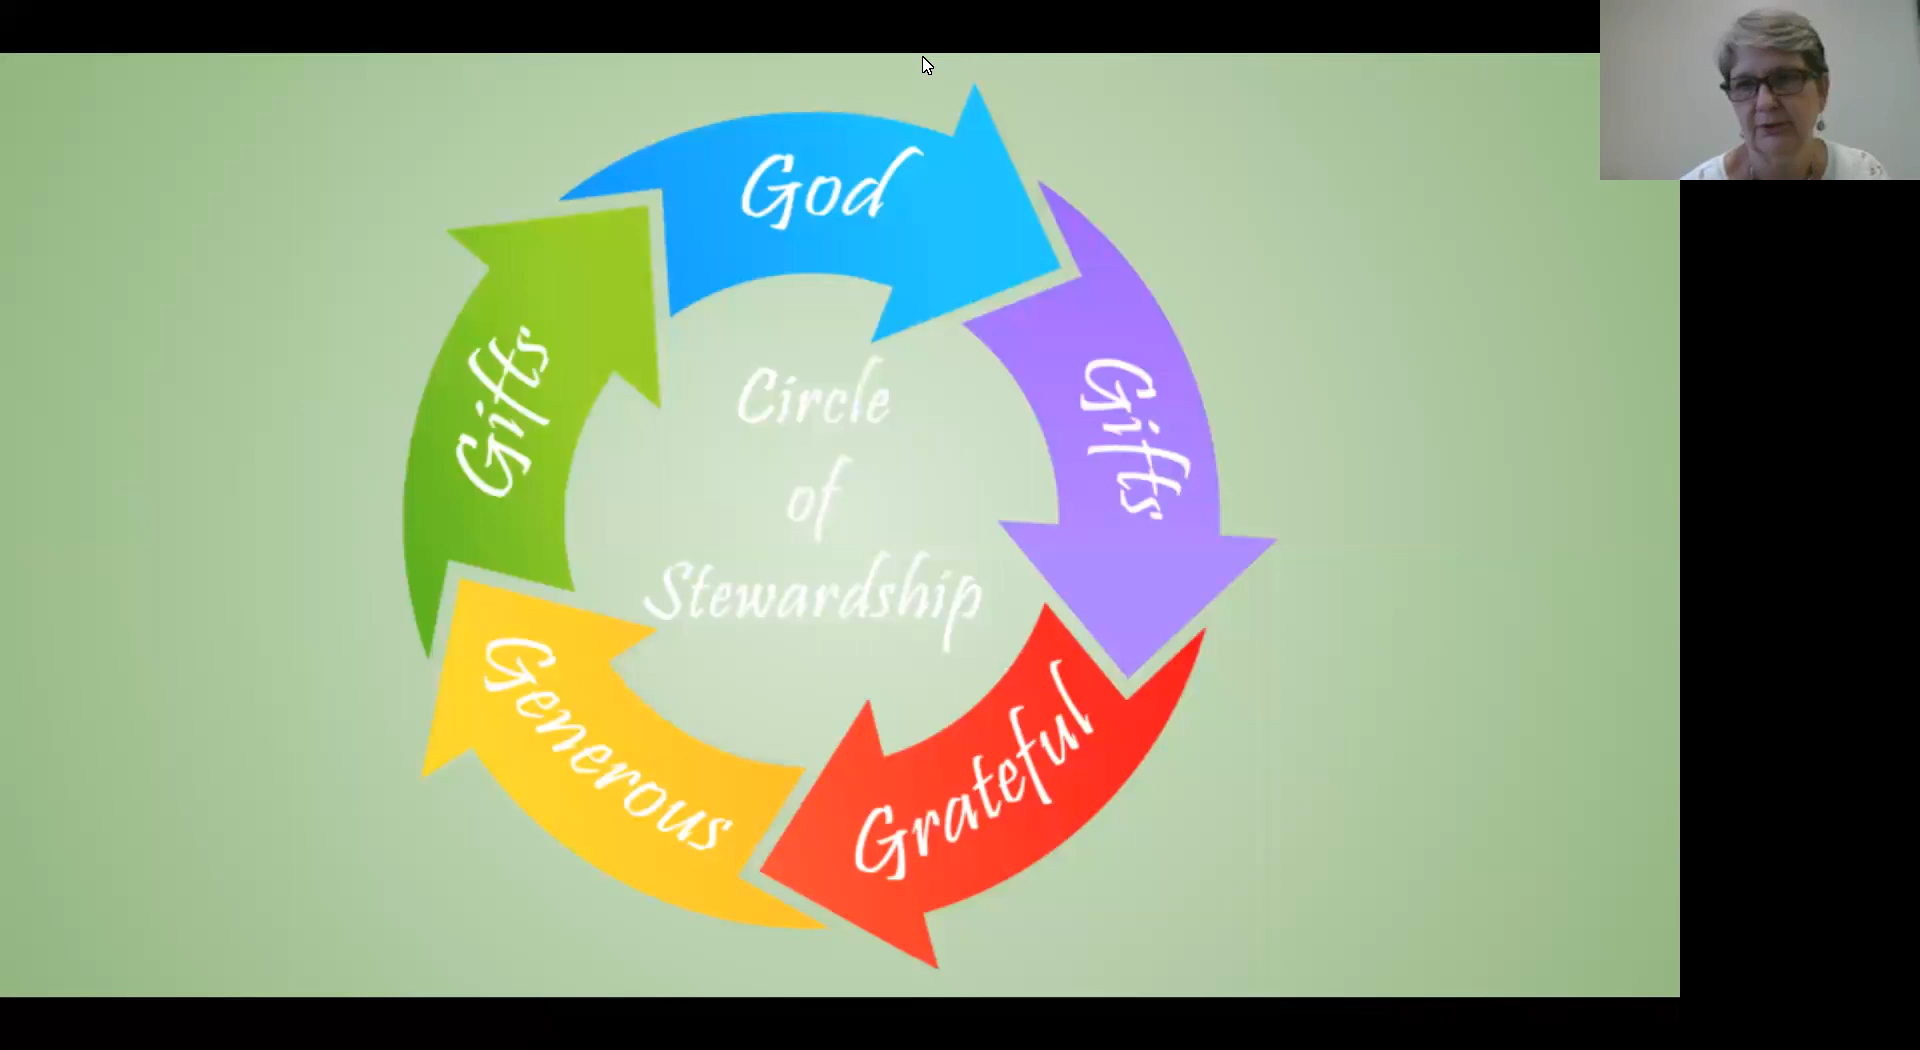 God
Gifts
Grateful
Generous
Gifts
Circle
of
Stewardship